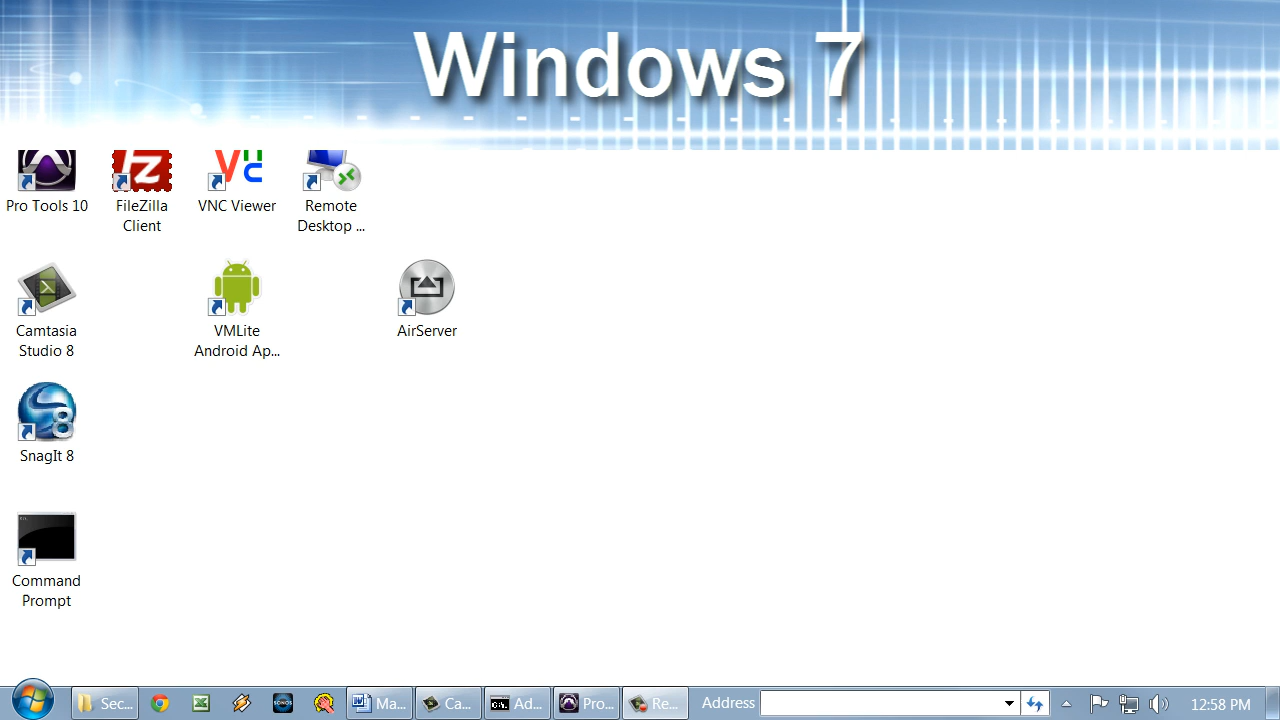 Windows 7
Pro Tools 10
FileZilla
Client
VNC Viewer
Remote
Desktop ...
Camtasia
Studio 8
VMLite
Android Ap...
AirServer
SnagIt 8
Command
Prompt
Sec...
SONOS
Ma...
Ca...
Ad...
Pro...
Re...
Address
12:58 PM